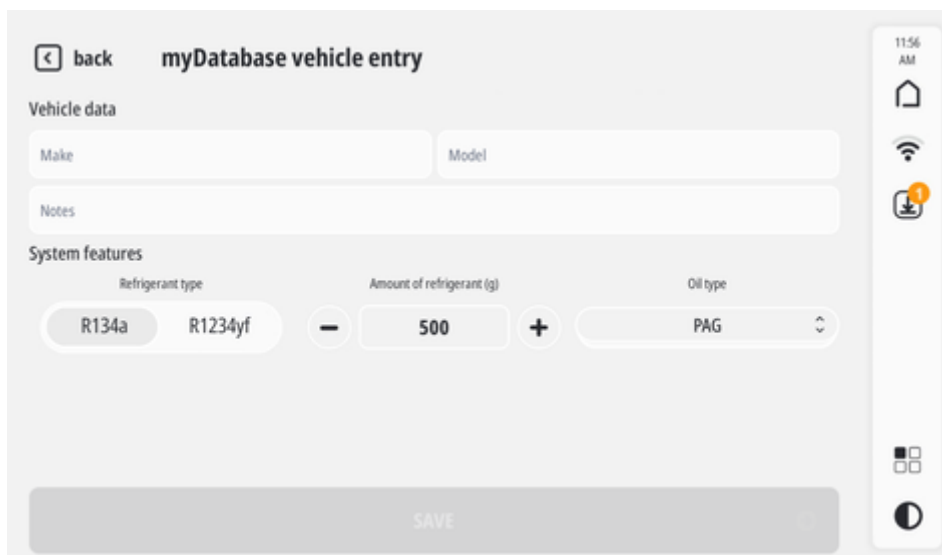 back myDatabase vehicle entry
11:56
AM
Vehicle data
Make Model
Notes
1
System features
Refrigerant type Amount of refrigerant (g) Oil type
R134a R1234yf 500 PAG
SAVE